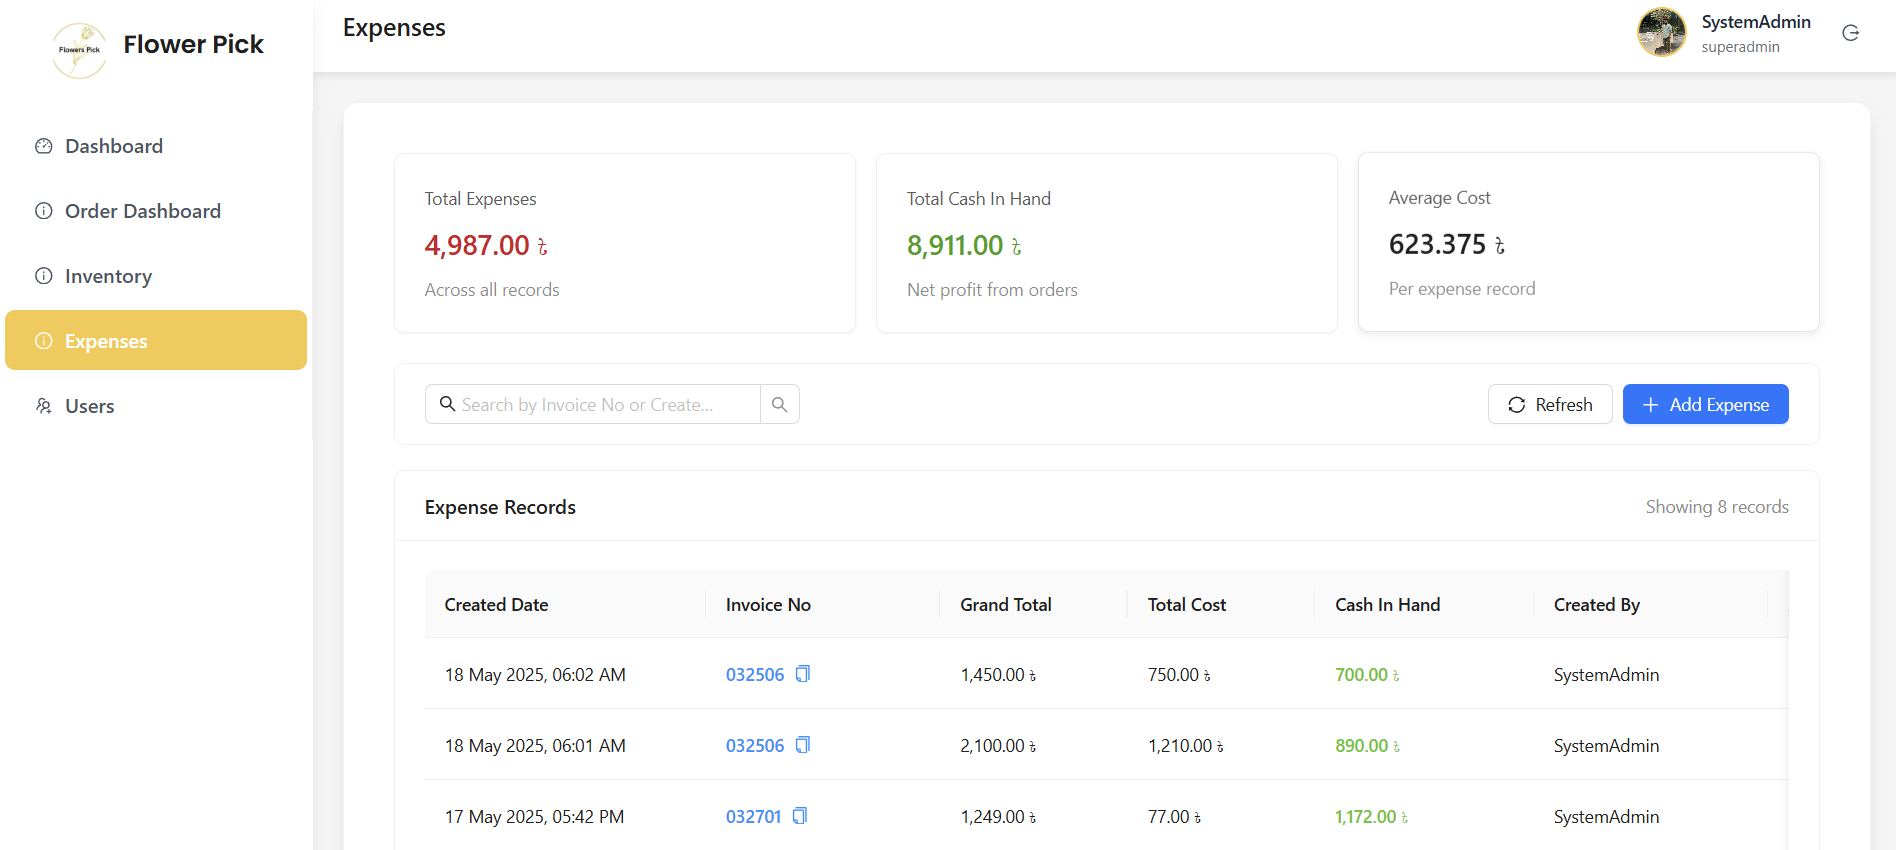 Flowers Pick
Flower Pick
Expenses
SystemAdmin
superadmin
Dashboard
Order Dashboard
Inventory
Expenses
Users
Total Expenses
4,987.00 ৳
Across all records
Total Cash In Hand
8,911.00 ৳
Net profit from orders
Average Cost
623.375 ৳
Per expense record
Search by Invoice No or Create...
Refresh
Add Expense
Expense Records
Showing 8 records
Created Date Invoice No Grand Total Total Cost Cash In Hand Created By
18 May 2025, 06:02 AM 032506 1,450.00 ৳ 750.00 ৳ 700.00 ৳ SystemAdmin
18 May 2025, 06:01 AM 032506 2,100.00 ৳ 1,210.00 ৳ 890.00 ৳ SystemAdmin
17 May 2025, 05:42 PM 032701 1,249.00 ৳ 77.00 ৳ 1,172.00 ৳ SystemAdmin